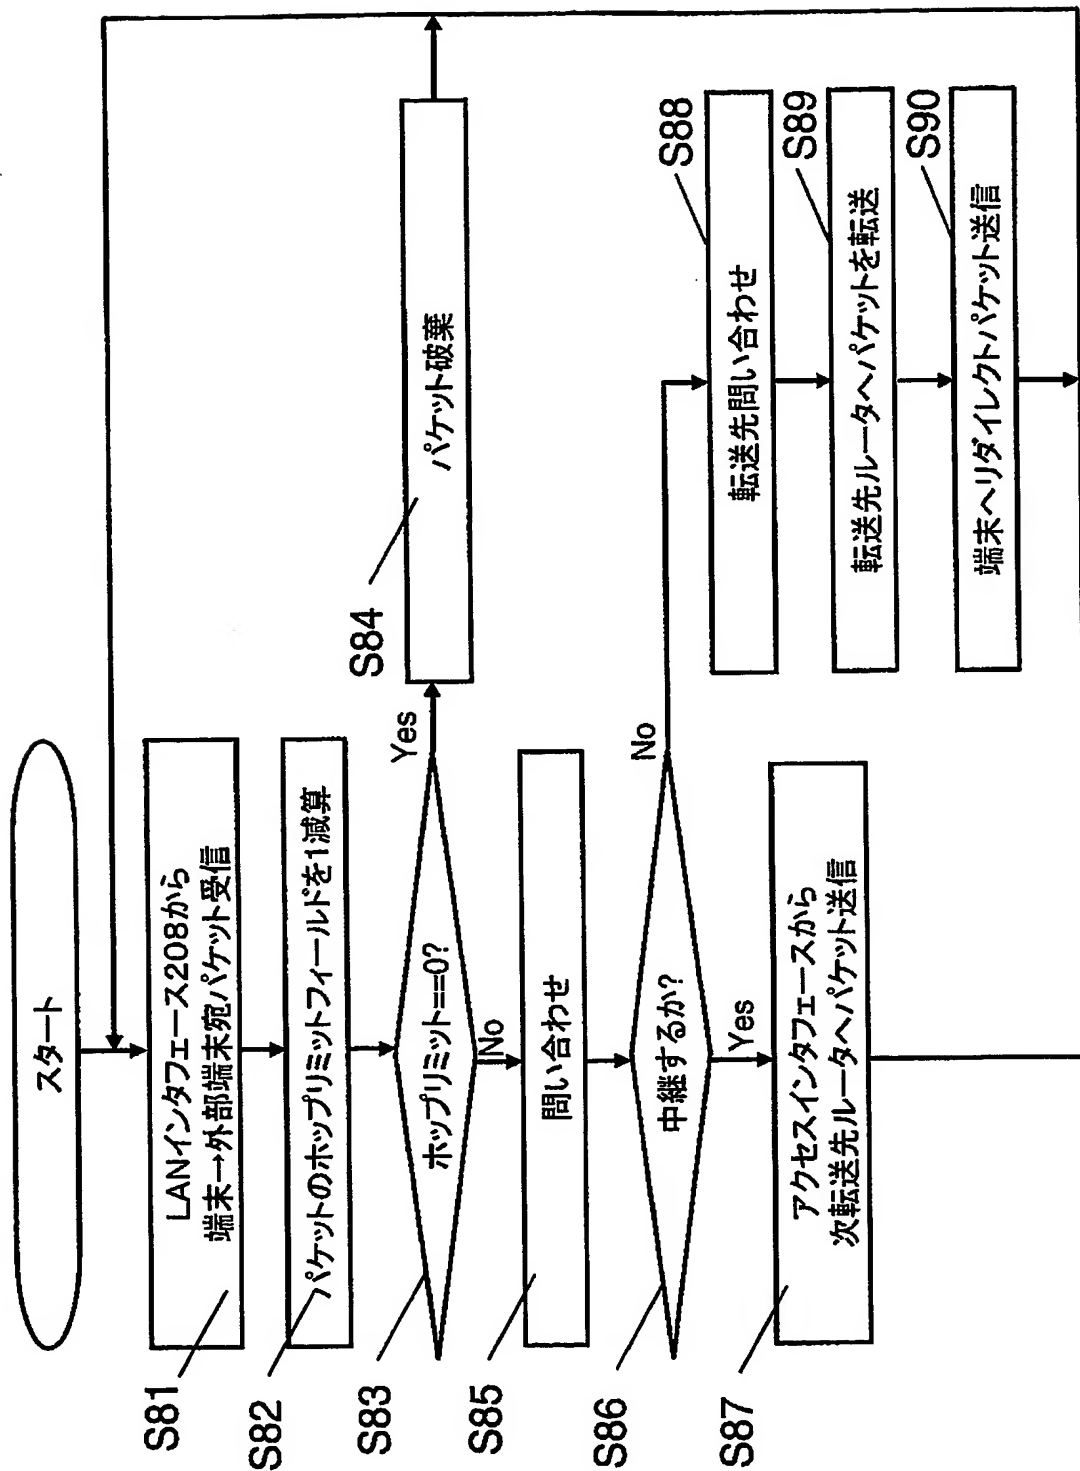 スタート
S81
LANインタフェース208から
端末→外部端末宛パケット受信
S82
パケットのホップリミットフィールドを1減算
S83
ホップリミット==0?
Yes
S84
パケット破棄
No
S85
問い合わせ
S86
中継するか?
No
Yes
S87
アクセスインタフェースから
次転送先ルータへパケット送信
S88
転送先問い合わせ
S89
転送先ルータへパケットを転送
S90
端末へリダイレクトパケット送信